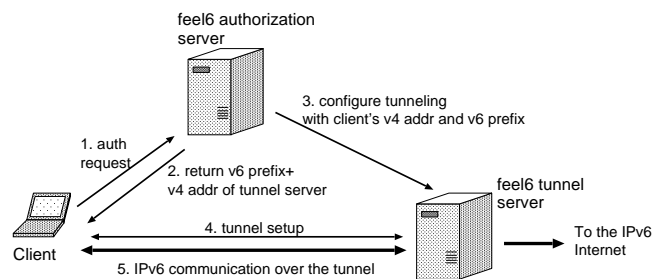 feel6 authorization
server
3. configure tunneling
with client's v4 addr and v6 prefix
1. auth
request
2. return v6 prefix+
v4 addr of tunnel server
feel6 tunnel
server
4. tunnel setup
To the IPv6
Internet
Client
5. IPv6 communication over the tunnel